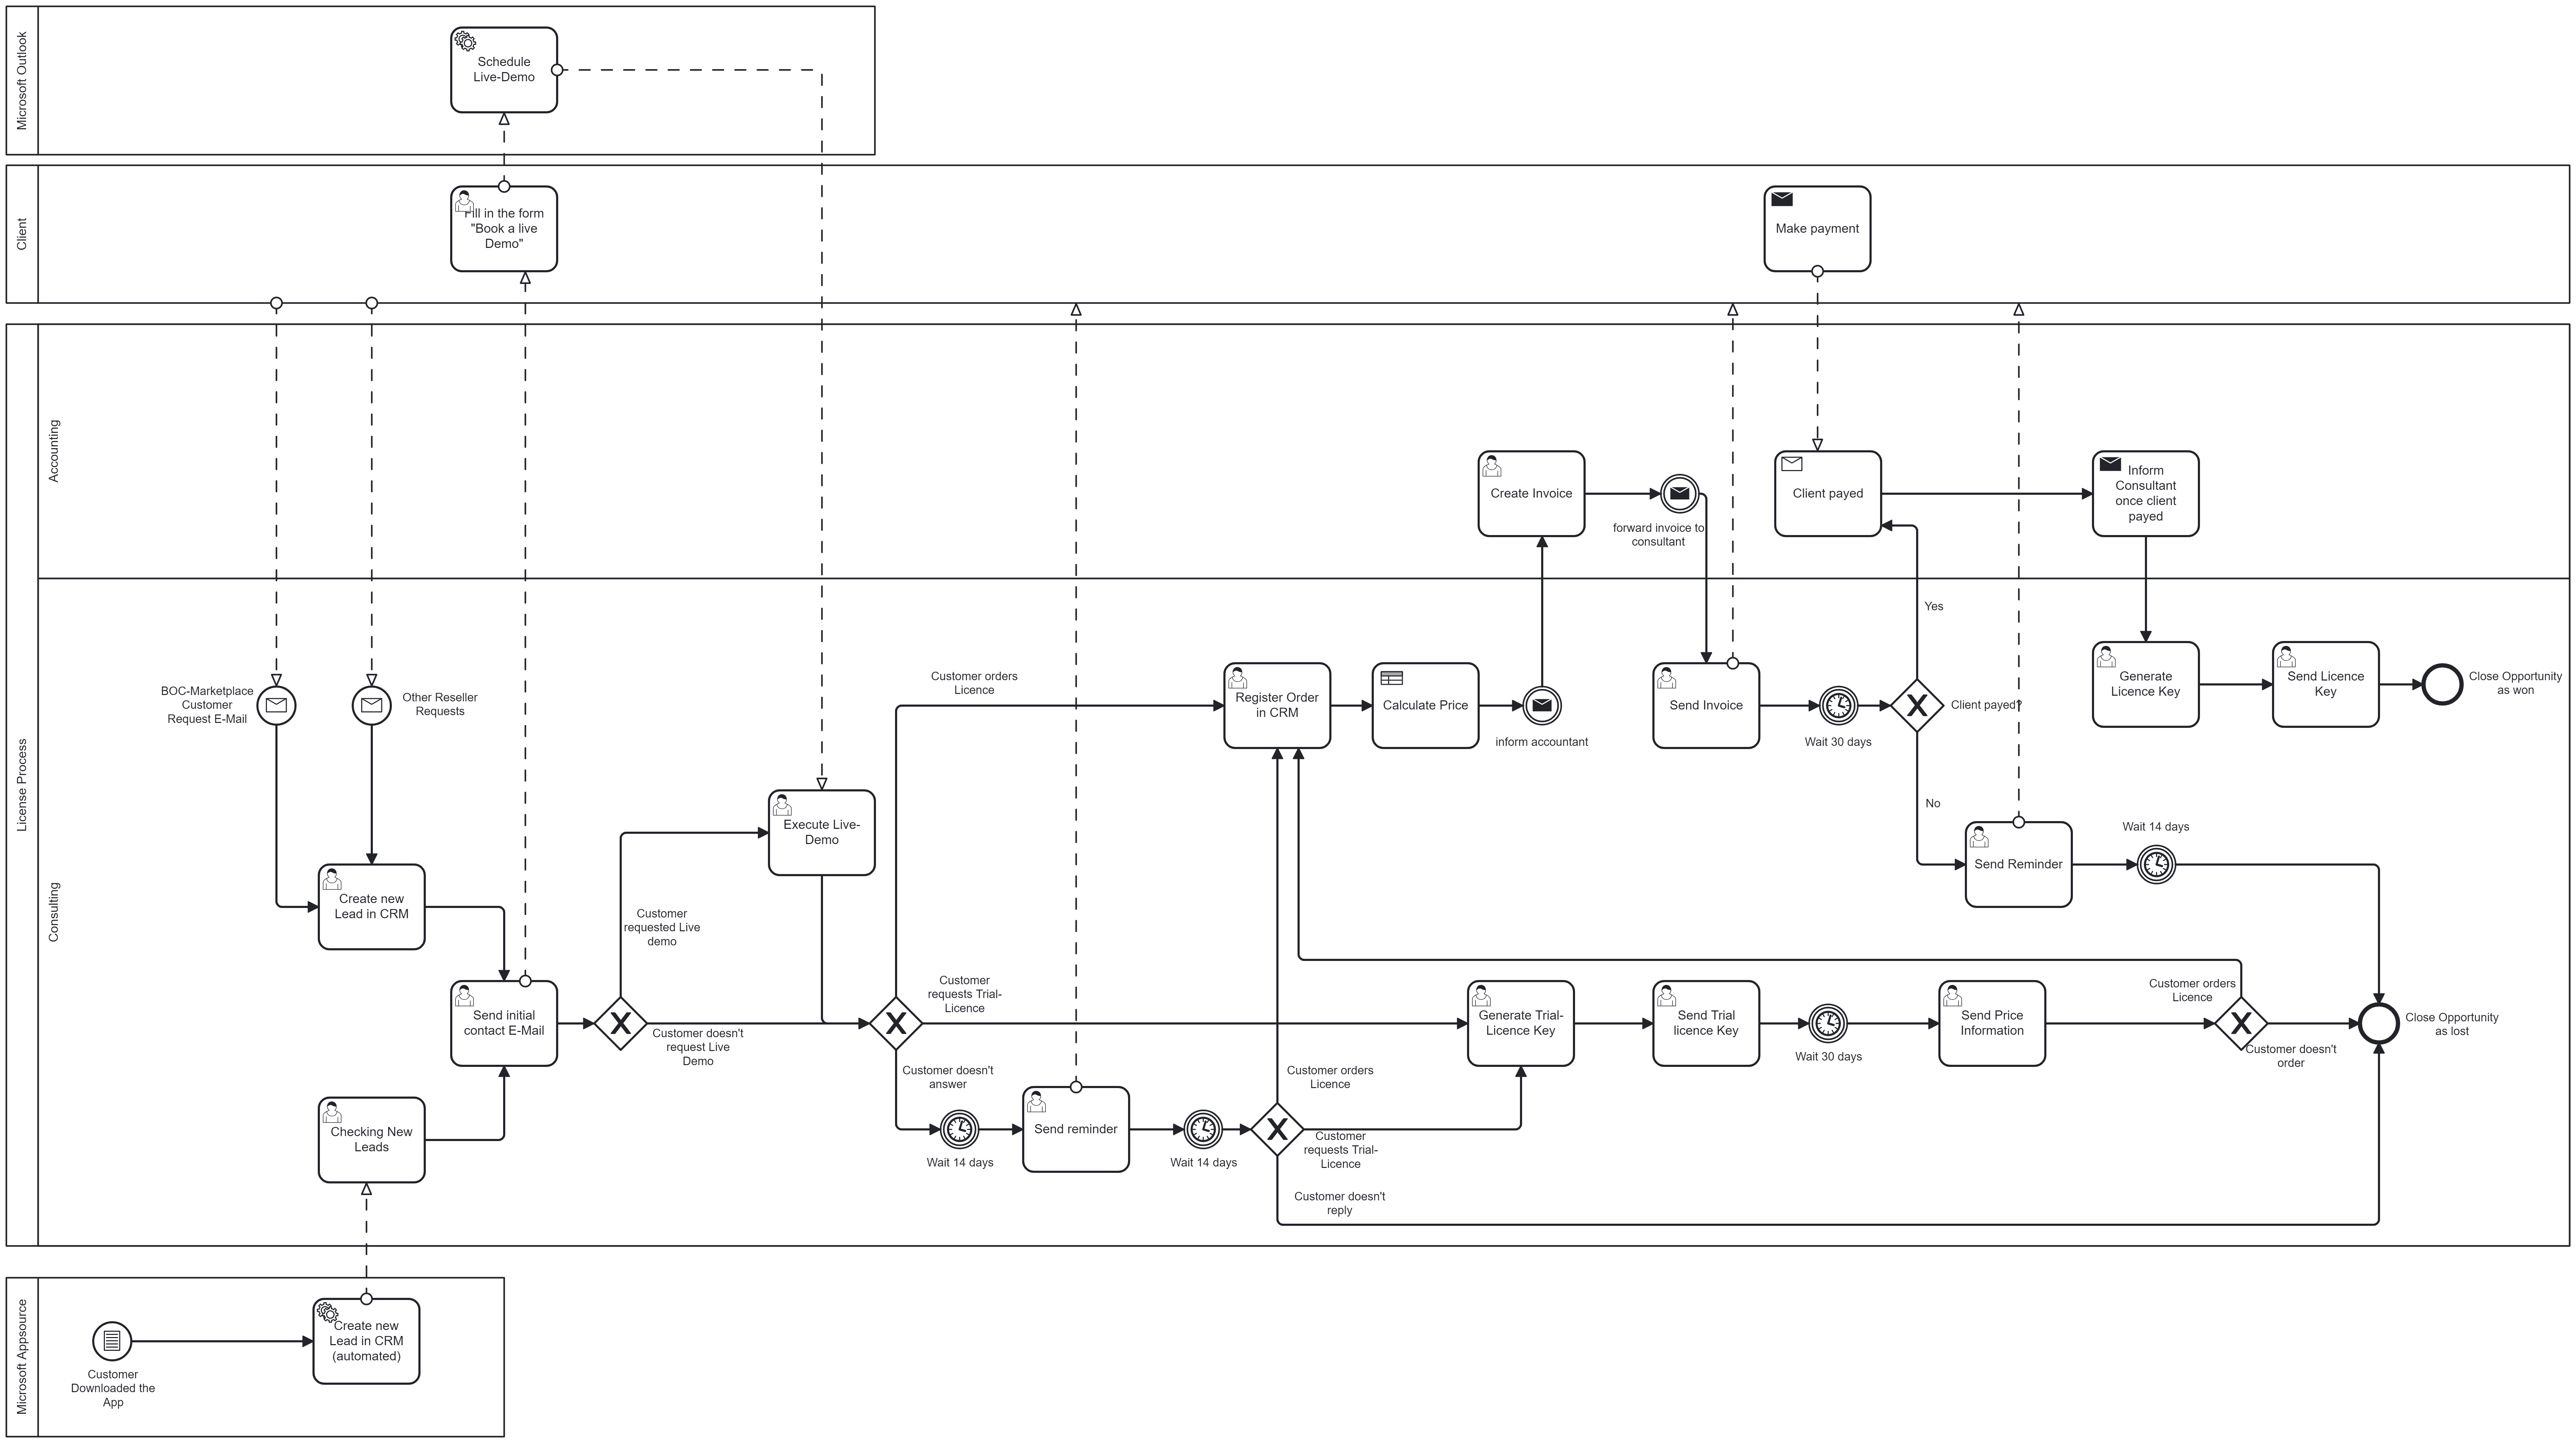 Microsoft Outlook
Schedule
Live-Demo
Client
Fill in the form
"Book a live
Demo"
Make payment
License Process
Accounting
Create Invoice
forward invoice to
consultant
Client payed
Inform
Consultant
once client
payed
Consulting
BOC-Marketplace
Customer
Request E-Mail
Other Reseller
Requests
Create new
Lead in CRM
Send initial
contact E-Mail
Checking New
Leads
Customer
requested Live
demo
Customer doesn't
request Live
Demo
Execute Live-
Demo
Customer orders
Licence
Customer
requests Trial-
Licence
Customer doesn't
answer
Wait 14 days
Send reminder
Wait 14 days
Customer orders
Licence
Customer
requests Trial-
Licence
Customer doesn't
reply
Register Order
in CRM
Calculate Price
inform accountant
Send Invoice
Wait 30 days
Client payed?
Yes
No
Send Reminder
Wait 14 days
Generate
Licence Key
Send Licence
Key
Close Opportunity
as won
Generate Trial-
Licence Key
Send Trial
licence Key
Wait 30 days
Send Price
Information
Customer orders
Licence
Customer doesn't
order
Close Opportunity
as lost
Microsoft Appsource
Customer
Downloaded the
App
Create new
Lead in CRM
(automated)